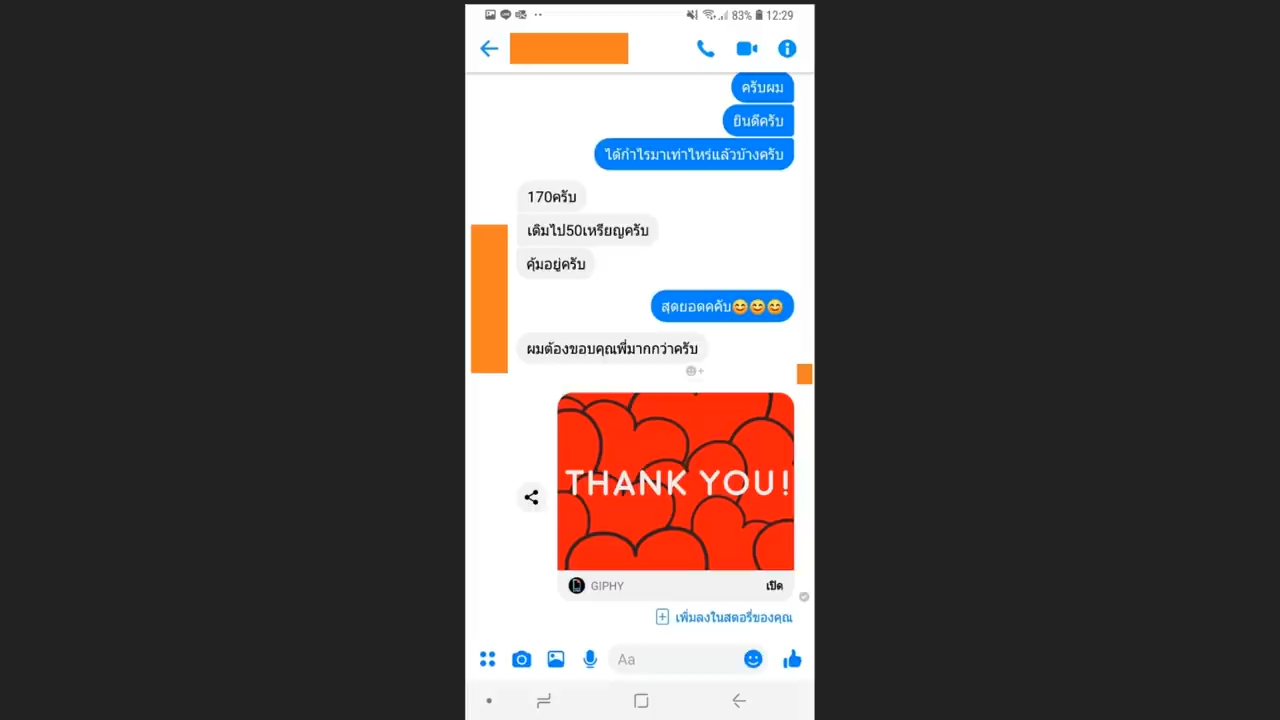 83% 12:29
ครับผม
ยินดีครับ
ได้กำไรมาเท่าไหร่แล้วบ้างครับ
170ครับ
เติมไป50เหรียญครับ
คุ้มอยู่ครับ
สุดยอดคคับ😊😊😊
ผมต้องขอบคุณพี่มากกว่าครับ
THANK YOU!
GIPHY เปิด
เพิ่มลงในสตอรี่ของคุณ
Aa